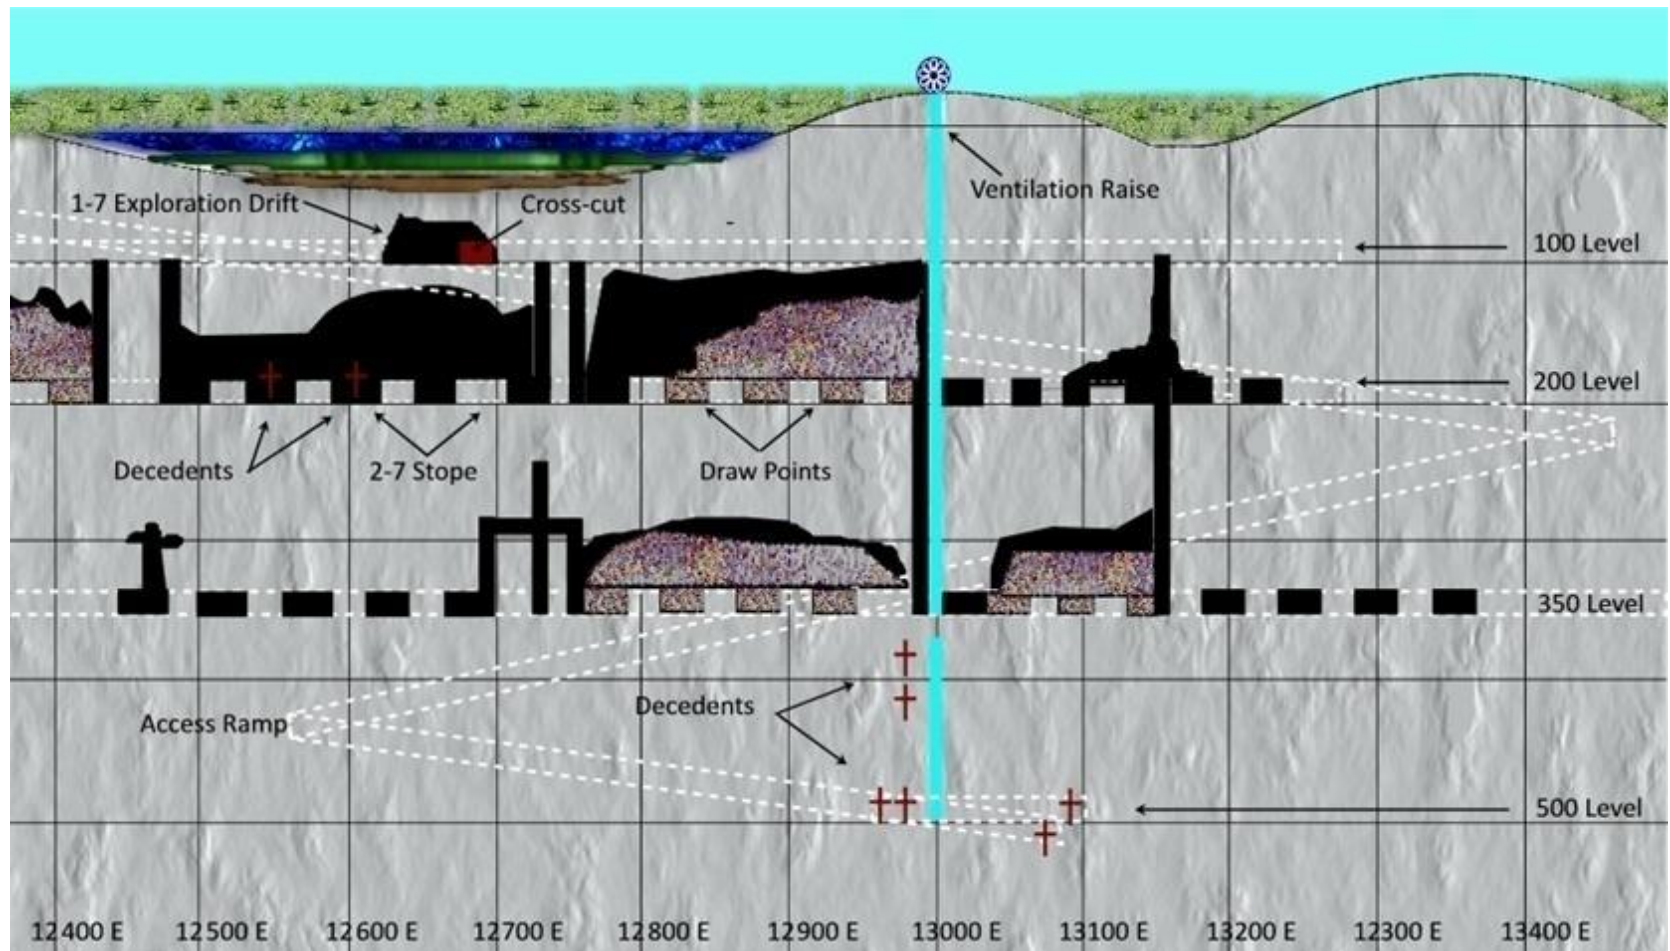 1-7 Exploration Drift
Cross-cut
Ventilation Raise
100 Level
200 Level
Decedents
2-7 Stope
Draw Points
350 Level
Decedents
Access Ramp
500 Level
12400 E
12500 E
12600 E
12700 E
12800 E
12900 E
13000 E
13100 E
13200 E
13300 E
13400 E